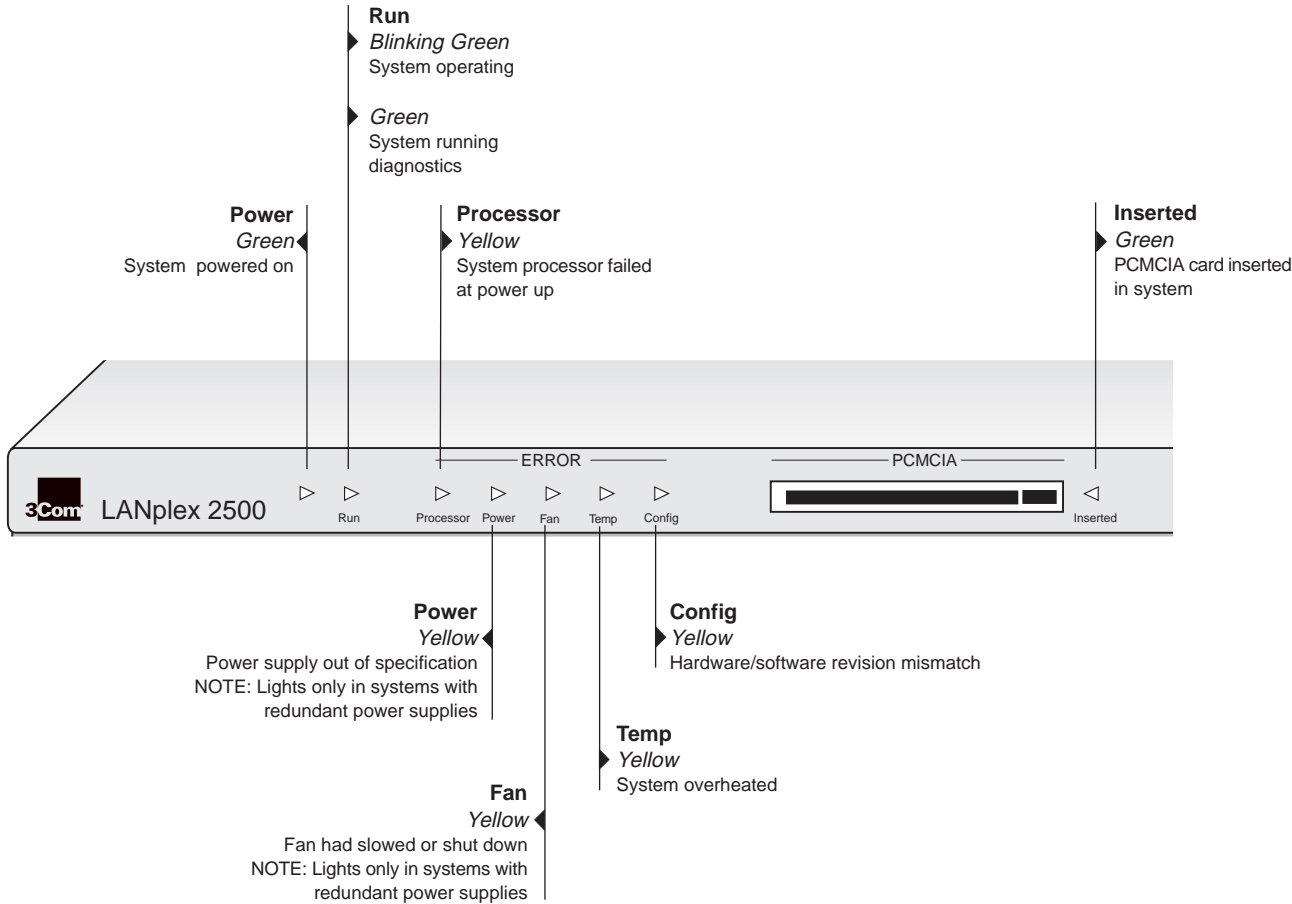 Run
Blinking Green
System operating
Green
System running
diagnostics
Power
Green
System powered on
Processor
Yellow
System processor failed
at power up
Inserted
Green
PCMCIA card inserted
in system
ERROR
PCMCIA
3Com
LANplex 2500
Run
Processor
Power
Fan
Temp
Config
Inserted
Power
Yellow
Power supply out of specification
NOTE: Lights only in systems with
redundant power supplies
Config
Yellow
Hardware/software revision mismatch
Temp
Yellow
System overheated
Fan
Yellow
Fan had slowed or shut down
NOTE: Lights only in systems with
redundant power supplies